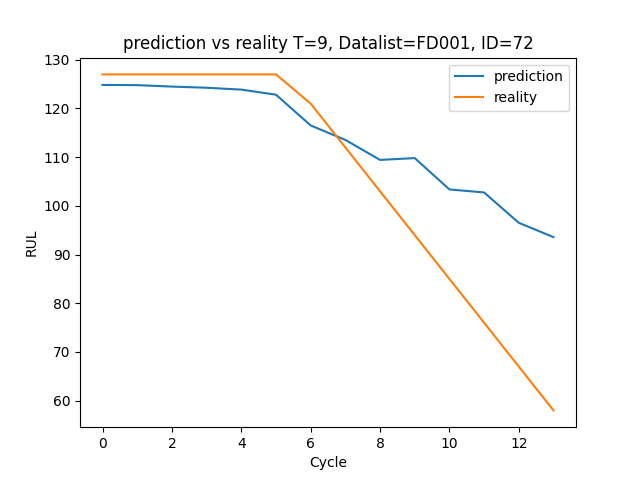 prediction vs reality T=9, Datalist=FD001, ID=72
prediction
reality
RUL
130
120
110
100
90
80
70
60
0 2 4 6 8 10 12
Cycle